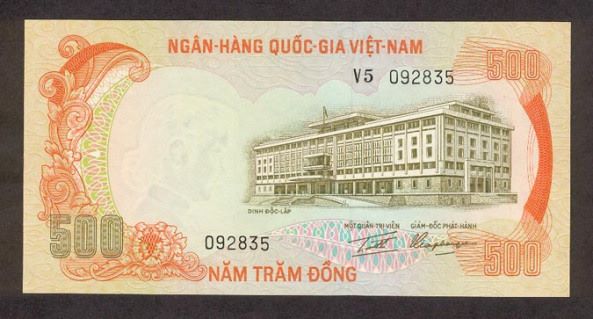 NGÂN-HÀNG QUỐC-GIA VIỆT-NAM
500
V5 092835
DINH ĐỘC-LẬP
MỘT QUẢN TRỊ VIÊN GIÁM-ĐỐC PHÁT-HÀNH
500
092835
500
NĂM TRĂM ĐỒNG